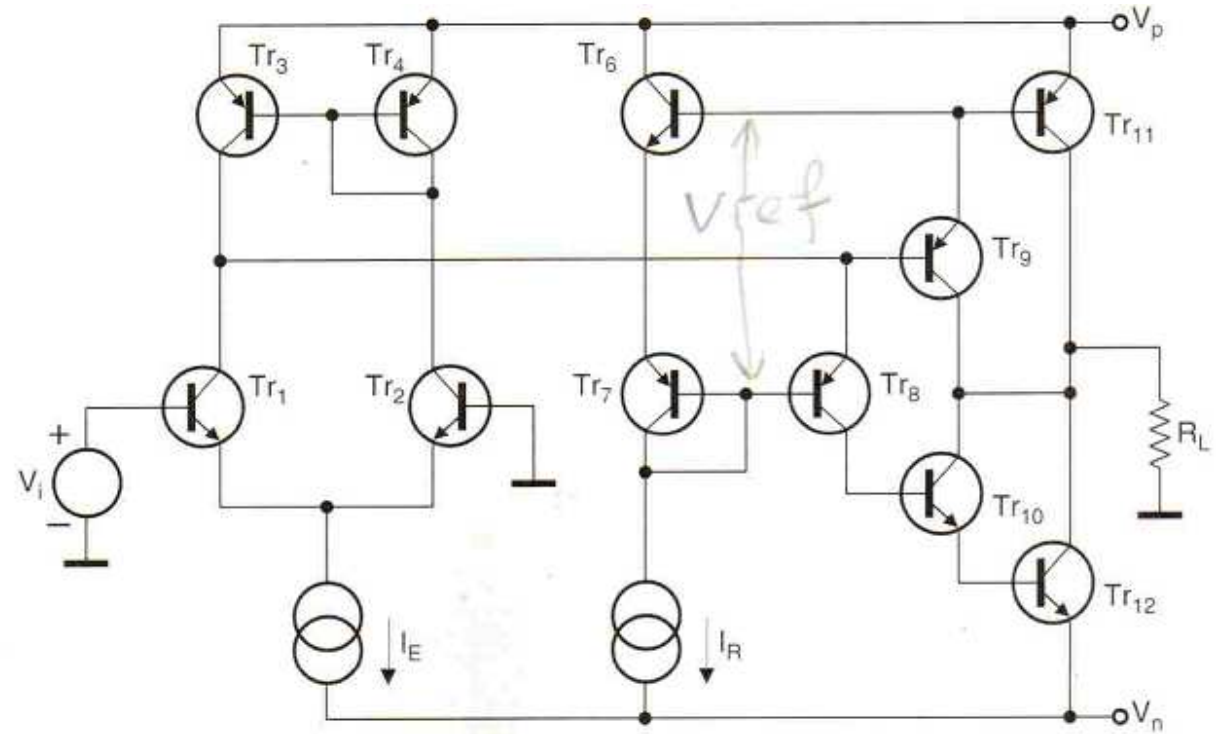 Vp
Tr3
Tr4
Tr6
Tr11
Vref
Tr9
Tr1
Tr2
Tr7
Tr8
+
Vi
−
RL
Tr10
Tr12
IE
IR
Vn